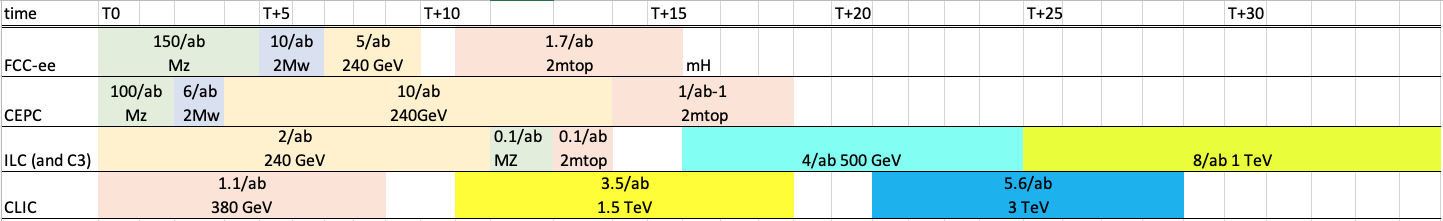 time T0 T+5 T+10 T+15 T+20 T+25 T+30
150/ab 10/ab 5/ab 1.7/ab
FCC-ee Mz 2Mw 240 GeV 2mtop mH
100/ab 6/ab 10/ab 1/ab-1
CEPC Mz 2Mw 240GeV 2mtop
2/ab 0.1/ab 0.1/ab
ILC (and C3) 240 GeV MZ 2mtop 4/ab 500 GeV 8/ab 1 TeV
1.1/ab 3.5/ab 5.6/ab
CLIC 380 GeV 1.5 TeV 3 TeV